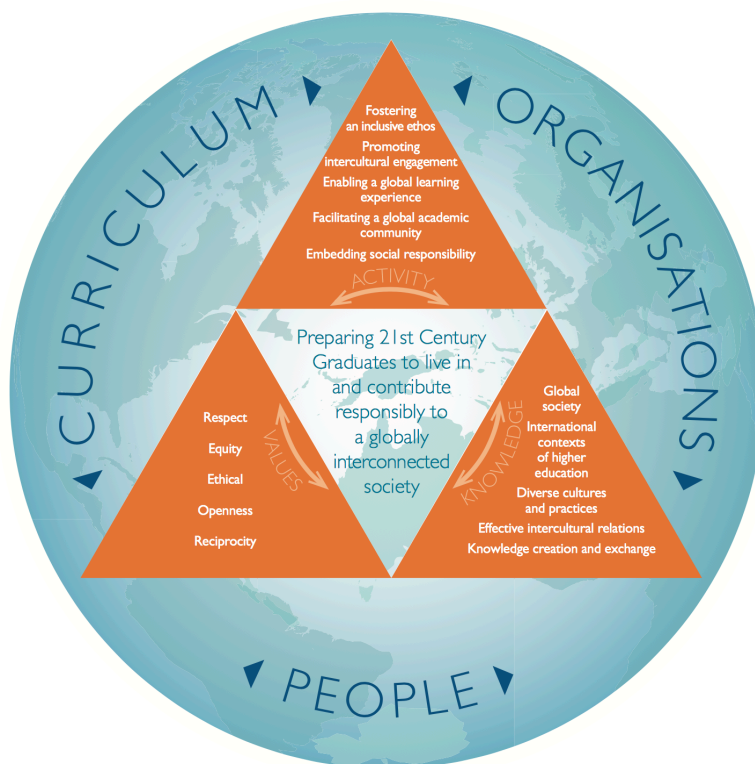 CURRICULUM
ORGANISATIONS
Fostering
an inclusive ethos
Promoting
intercultural engagement
Enabling a global learning
experience
Facilitating a global academic
community
Embedding social responsibility
ACTIVITY
Preparing 21st Century
Graduates to live in
and contribute
responsibly to
a globally
interconnected
society
Respect
Equity
Ethical
Openness
Reciprocity
VALUES
KNOWLEDGE
Global
society
International
contexts
of higher
education
Diverse cultures
and practices
Effective intercultural relations
Knowledge creation and exchange
PEOPLE